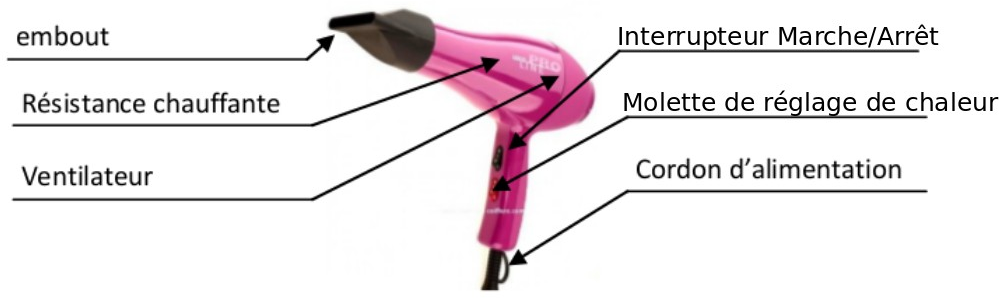 embout
Interrupteur Marche/Arrêt
Résistance chauffante
Molette de réglage de chaleur
Ventilateur
Cordon d’alimentation